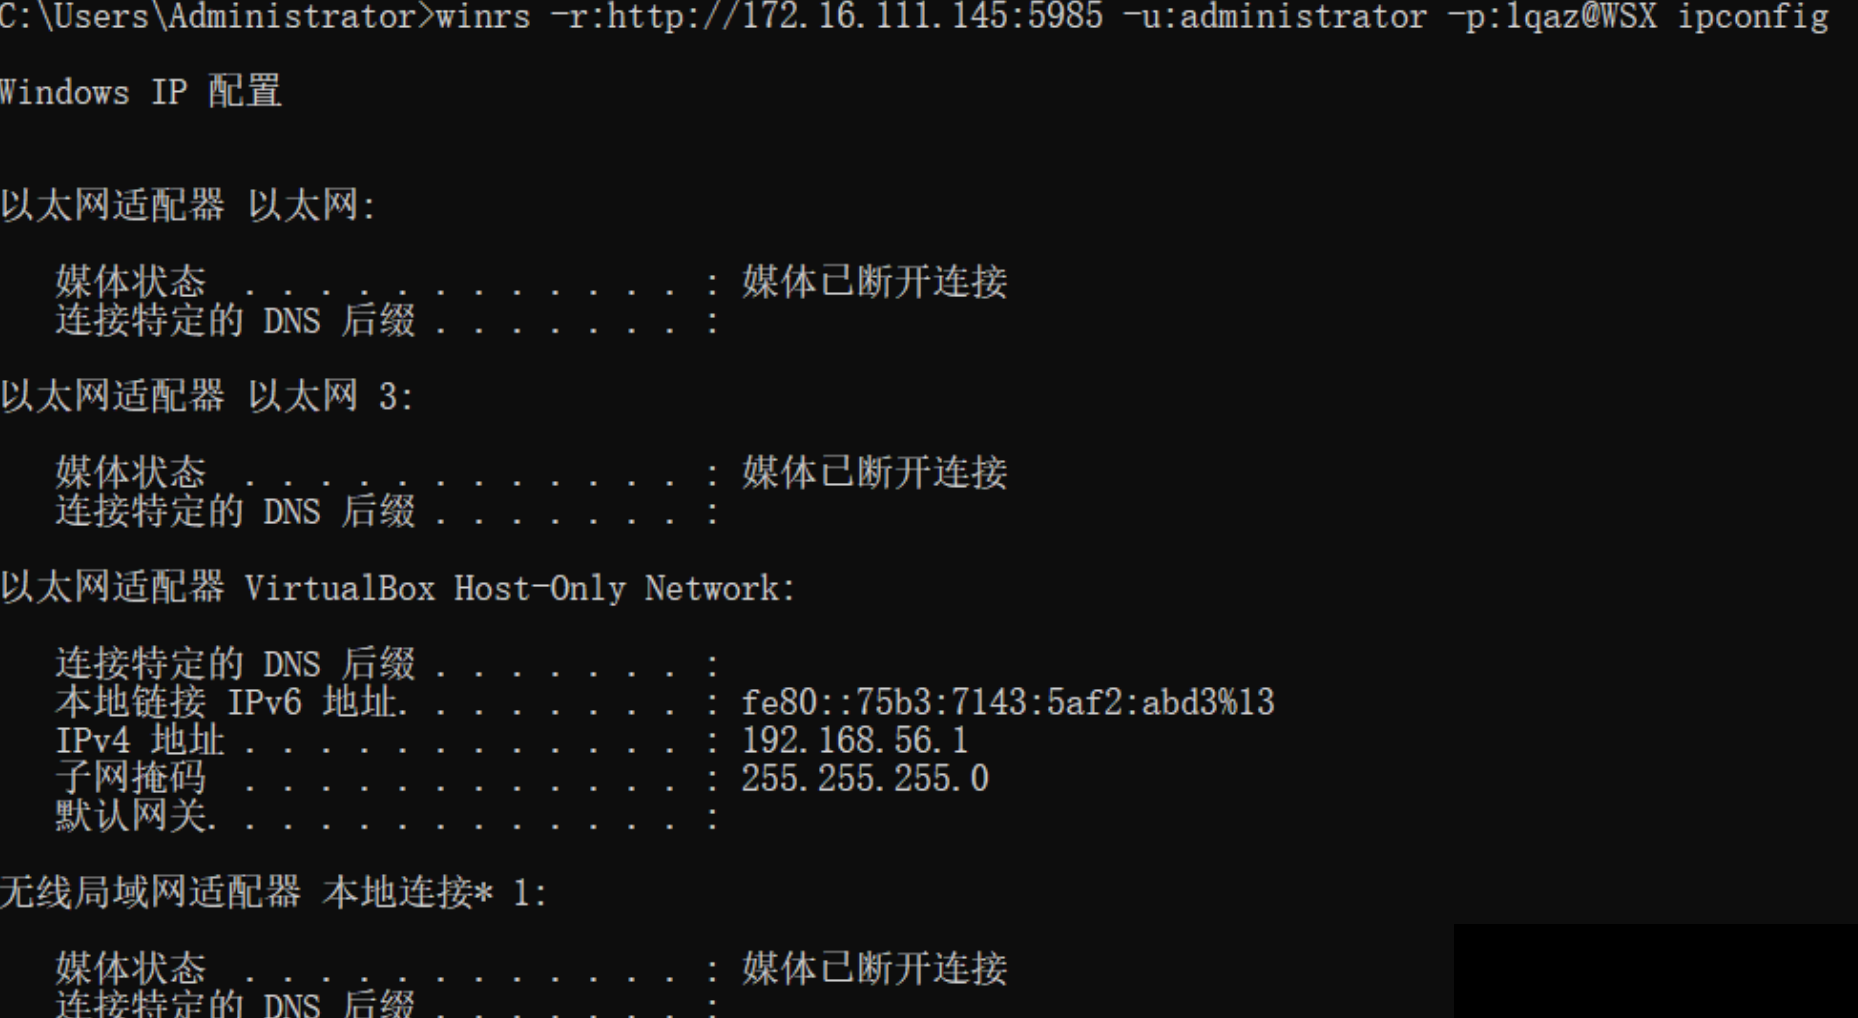 C:\Users\Administrator>winrs -r:http://172.16.111.145:5985 -u:administrator -p:1qaz@WSX ipconfig
Windows IP 配置
以太网适配器 以太网:
媒体状态 . . . . . . . . . . . . : 媒体已断开连接
连接特定的 DNS 后缀 . . . . . . . :
以太网适配器 以太网 3:
媒体状态 . . . . . . . . . . . . : 媒体已断开连接
连接特定的 DNS 后缀 . . . . . . . :
以太网适配器 VirtualBox Host-Only Network:
连接特定的 DNS 后缀 . . . . . . . :
本地链接 IPv6 地址. . . . . . . . : fe80::75b3:7143:5af2:abd3%13
IPv4 地址 . . . . . . . . . . . . : 192.168.56.1
子网掩码 . . . . . . . . . . . . : 255.255.255.0
默认网关. . . . . . . . . . . . . :
无线局域网适配器 本地连接* 1:
媒体状态 . . . . . . . . . . . . : 媒体已断开连接
连接特定的 DNS 后缀 . . . . . . . :